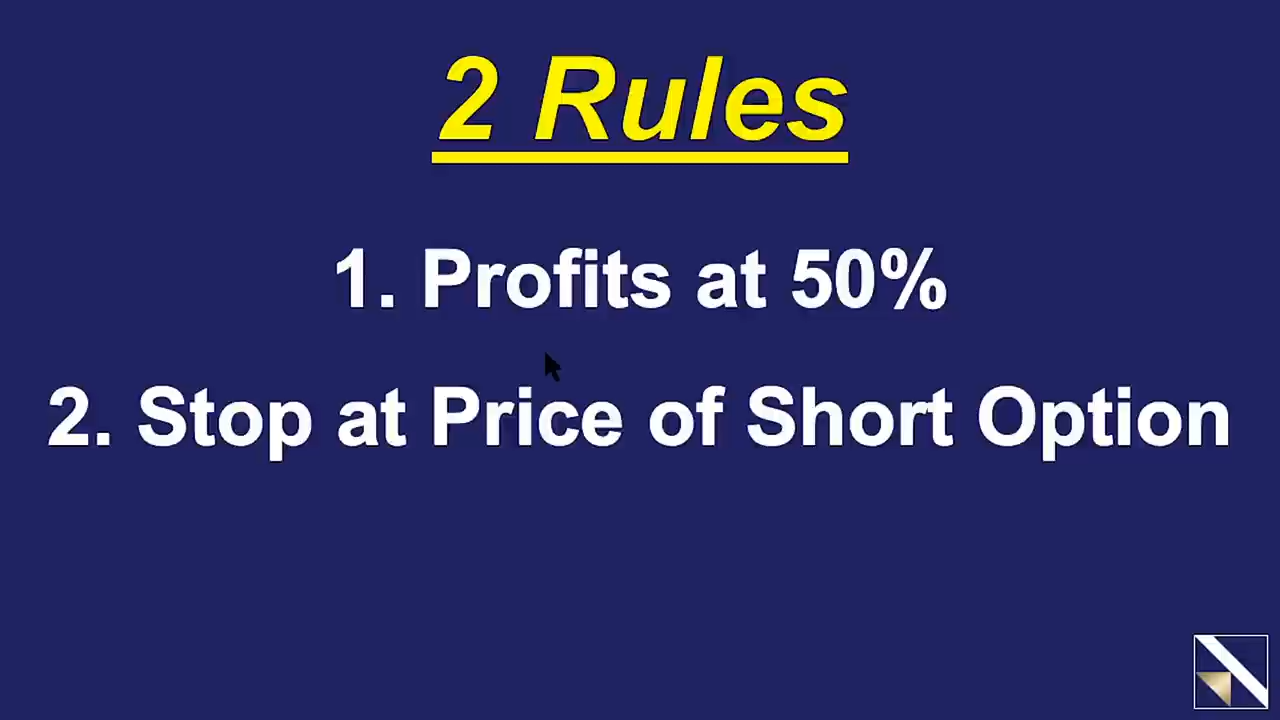 2 Rules
1. Profits at 50%
2. Stop at Price of Short Option